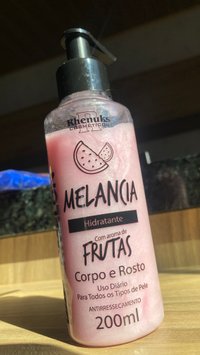 Rhenuks
COSMÉTICOS
MELANCIA
Hidratante
Com aroma de
FRUTAS
Corpo e Rosto
Uso Diário
Para Todos os Tipos de Pele
ANTIRRESSECAMENTO
200ml